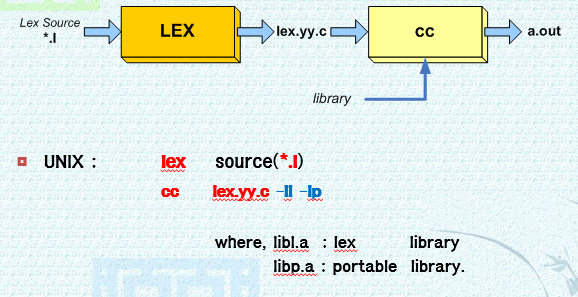 Lex Source
*.l
LEX
lex.yy.c
cc
a.out
library
UNIX : lex source(*.l)
cc lex.yy.c -ll -lp
where, libl.a : lex library
libp.a : portable library.